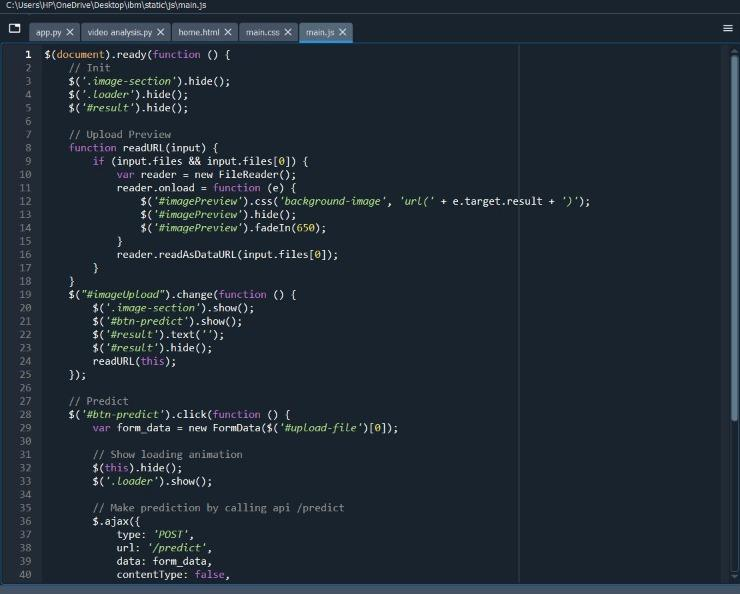 C:\Users\HP\OneDrive\Desktop\ibm\static\js\main.js
app.py video analysis.py home.html main.css main.js
1 $(document).ready(function () {
2     // Init
3     $('.image-section').hide();
4     $('.loader').hide();
5     $('#result').hide();
6
7     // Upload Preview
8     function readURL(input) {
9         if (input.files && input.files[0]) {
10             var reader = new FileReader();
11             reader.onload = function (e) {
12                 $('#imagePreview').css('background-image', 'url(' + e.target.result + ')');
13                 $('#imagePreview').hide();
14                 $('#imagePreview').fadeIn(650);
15             }
16             reader.readAsDataURL(input.files[0]);
17         }
18     }
19     $("#imageUpload").change(function () {
20         $('.image-section').show();
21         $('#btn-predict').show();
22         $('#result').text('');
23         $('#result').hide();
24         readURL(this);
25     });
26
27     // Predict
28     $('#btn-predict').click(function () {
29         var form_data = new FormData($('#upload-file')[0]);
30
31         // Show loading animation
32         $(this).hide();
33         $('.loader').show();
34
35         // Make prediction by calling api /predict
36         $.ajax({
37             type: 'POST',
38             url: '/predict',
39             data: form_data,
40             contentType: false,